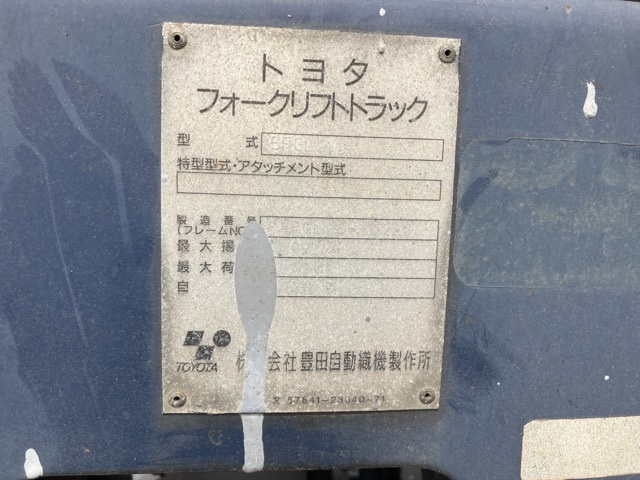 トヨタ
フォークリフトトラック
型 式
特型型式・アタッチメント型式
製造番号
(フレームNO
最大揚
最大荷
自
TOYOTA 株 会社豊田自動織機製作所
文 57841-23040-71